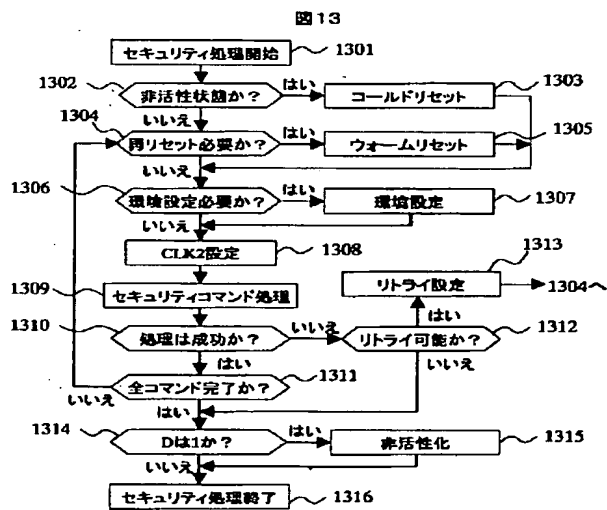 図13
セキュリティ処理開始 1301
1302 非活性状態か? はい コールドリセット 1303
いいえ
1304 再リセット必要か? はい ウォームリセット 1305
いいえ
1306 環境設定必要か? はい 環境設定 1307
いいえ
CLK2設定 1308
1309 セキュリティコマンド処理
リトライ設定 1313 1304へ
はい
1310 処理は成功か? いいえ リトライ可能か? 1312
はい いいえ
全コマンド完了か? 1311
いいえ
はい
1314 Dは1か? はい 非活性化 1315
いいえ
セキュリティ処理終了 1316